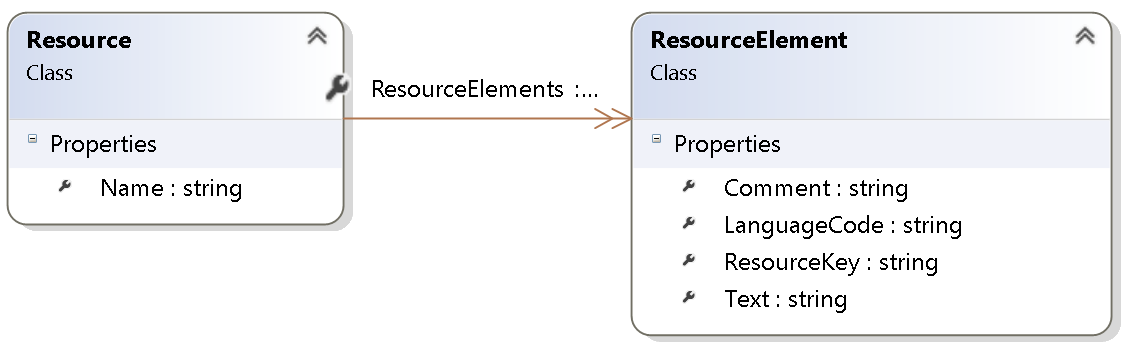 Resource
Class
Properties
Name : string
ResourceElements :...
ResourceElement
Class
Properties
Comment : string
LanguageCode : string
ResourceKey : string
Text : string